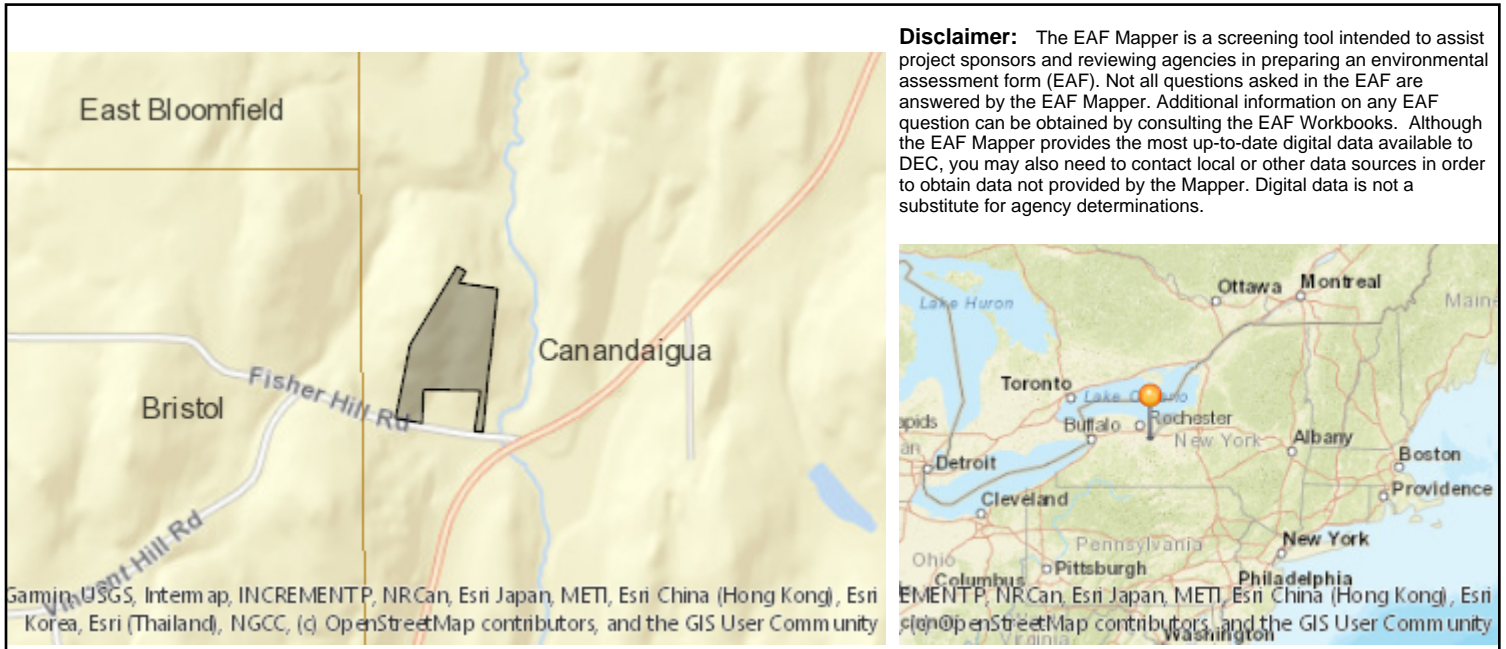 Disclaimer: The EAF Mapper is a screening tool intended to assist
project sponsors and reviewing agencies in preparing an environmental
assessment form (EAF). Not all questions asked in the EAF are
answered by the EAF Mapper. Additional information on any EAF
question can be obtained by consulting the EAF Workbooks. Although
the EAF Mapper provides the most up-to-date digital data available to
DEC, you may also need to contact local or other data sources in order
to obtain data not provided by the Mapper. Digital data is not a
substitute for agency determinations.
East Bloomfield
Canandaigua
Fisher Hill Rd
Bristol
Vincent Hill Rd
Garmin, USGS, Intermap, INCREMENT P, NRCan, Esri Japan, METI, Esri China (Hong Kong), Esri
Korea, Esri (Thailand), NGCC, (c) OpenStreetMap contributors, and the GIS User Community
Ottawa
Montreal
Lake Huron
Maine
Toronto
Lake Ontario
Rochester
Buffalo
New York
Albany
Detroit
Boston
Providence
Cleveland
New York
Pennsylvania
Ohio
Pittsburgh
Columbus
Philadelphia
EMENT P, NRCan, Esri Japan, METI, Esri China (Hong Kong), Esri
(c) OpenStreetMap contributors, and the GIS User Community
Virginia
Washington